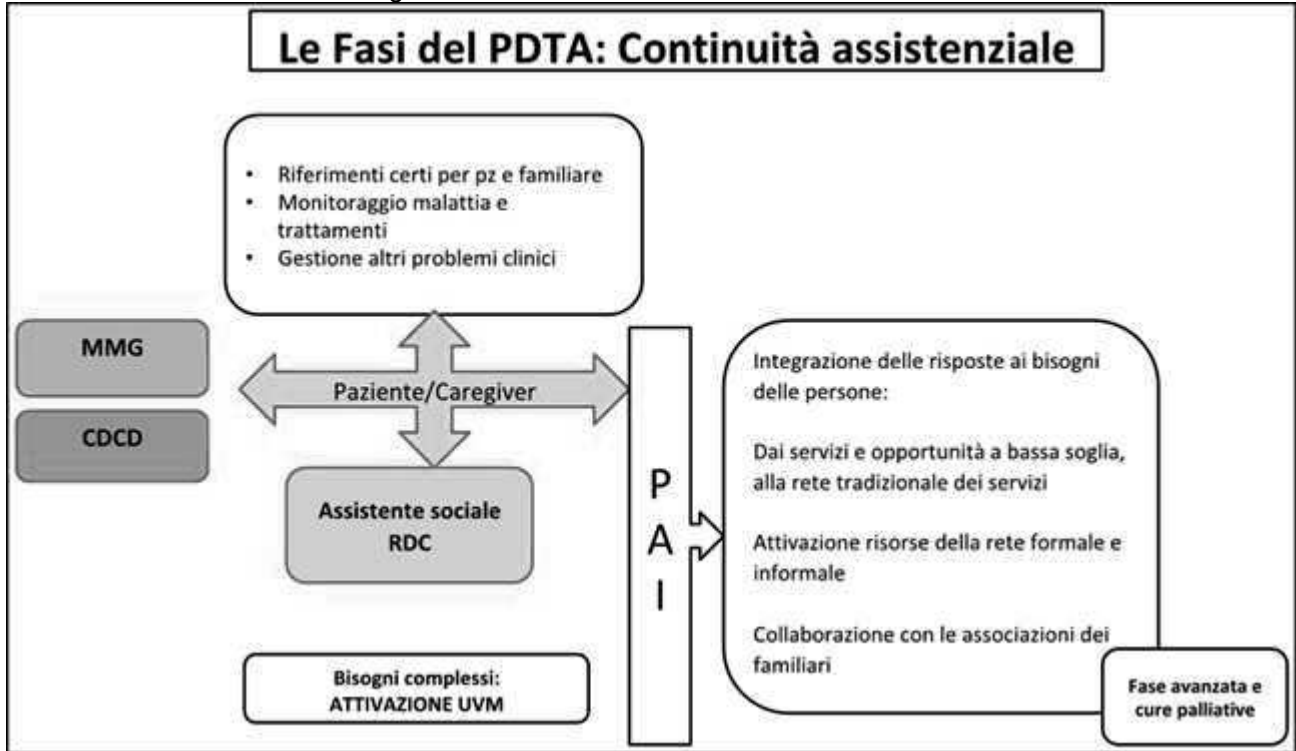 Le Fasi del PDTA: Continuità assistenziale
• Riferimenti certi per pz e familiare
• Monitoraggio malattia e
trattamenti
• Gestione altri problemi clinici
MMG
CDCD
Paziente/Caregiver
Assistente sociale
RDC
Bisogni complessi:
ATTIVAZIONE UVM
P
A
I
Integrazione delle risposte ai bisogni
delle persone:
Dai servizi e opportunità a bassa soglia,
alla rete tradizionale dei servizi
Attivazione risorse della rete formale e
informale
Collaborazione con le associazioni dei
familiari
Fase avanzata e
cure palliative